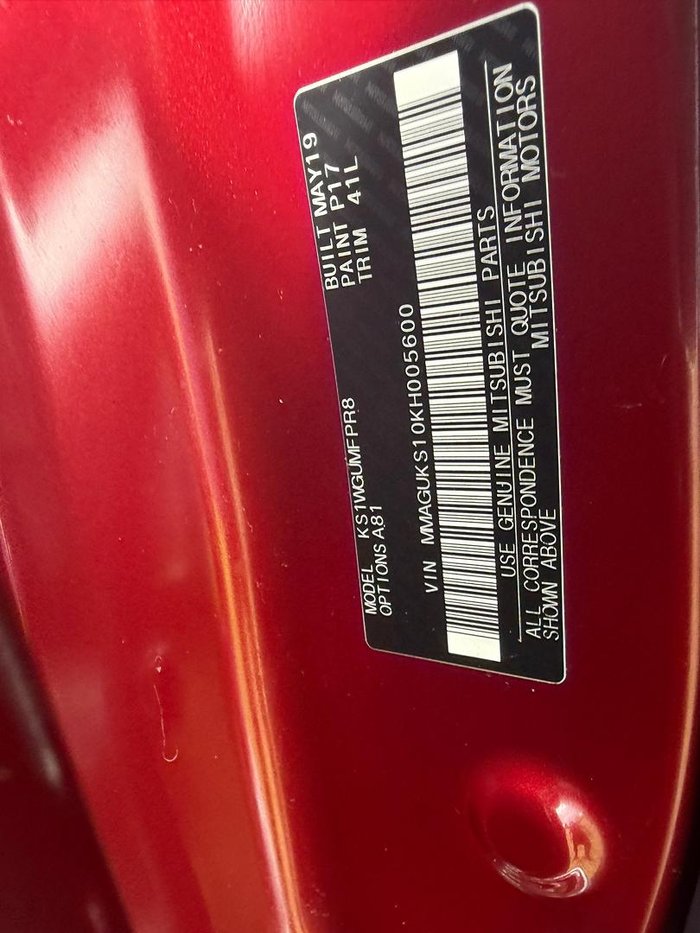 MODEL KS1WGUMFPR8 BUILT MAY19
OPTIONS A81 PAINT P17
TRIM 41L
VIN MMAGUKS10KH005600
USE GENUINE MITSUBISHI PARTS
ALL CORRESPONDENCE MUST QUOTE INFORMATION
SHOWN ABOVE MITSUBISHI MOTORS